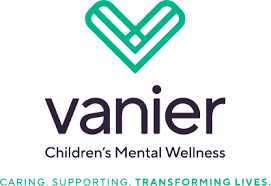 vanier
Children's Mental Wellness
CARING. SUPPORTING. TRANSFORMING LIVES.